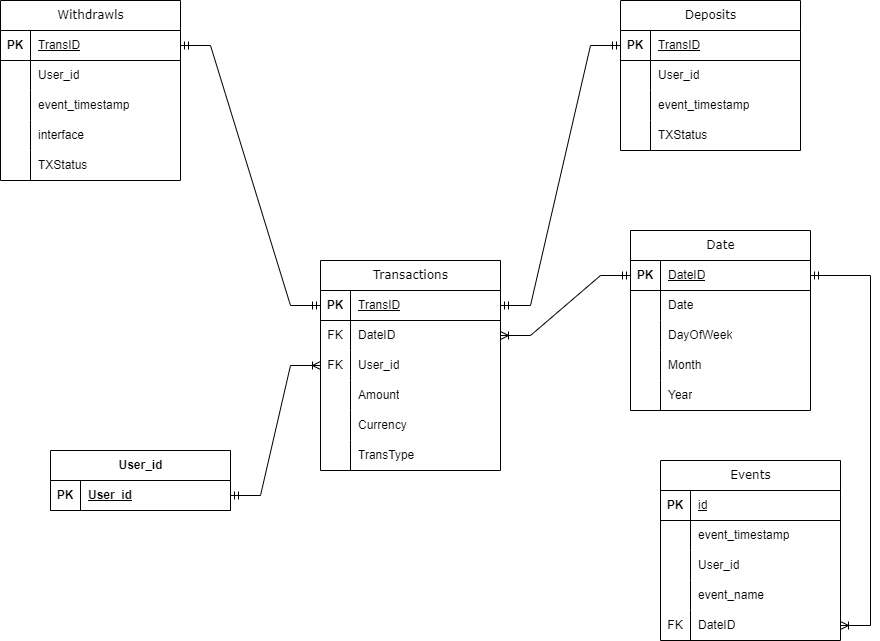 Withdrawls
PK TransID
User_id
event_timestamp
interface
TXStatus
Deposits
PK TransID
User_id
event_timestamp
TXStatus
Transactions
PK TransID
FK DateID
FK User_id
Amount
Currency
TransType
Date
PK DateID
Date
DayOfWeek
Month
Year
User_id
PK User_id
Events
PK id
event_timestamp
User_id
event_name
FK DateID